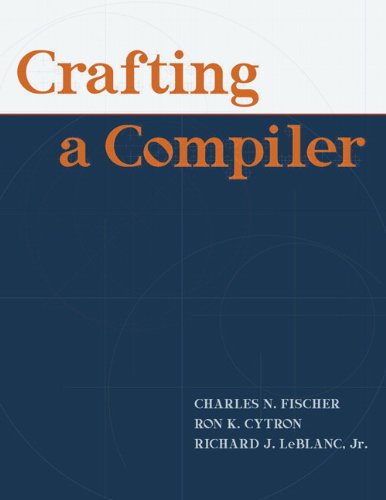 Crafting
a Compiler
CHARLES N. FISCHER
RON K. CYTRON
RICHARD J. LeBLANC, Jr.